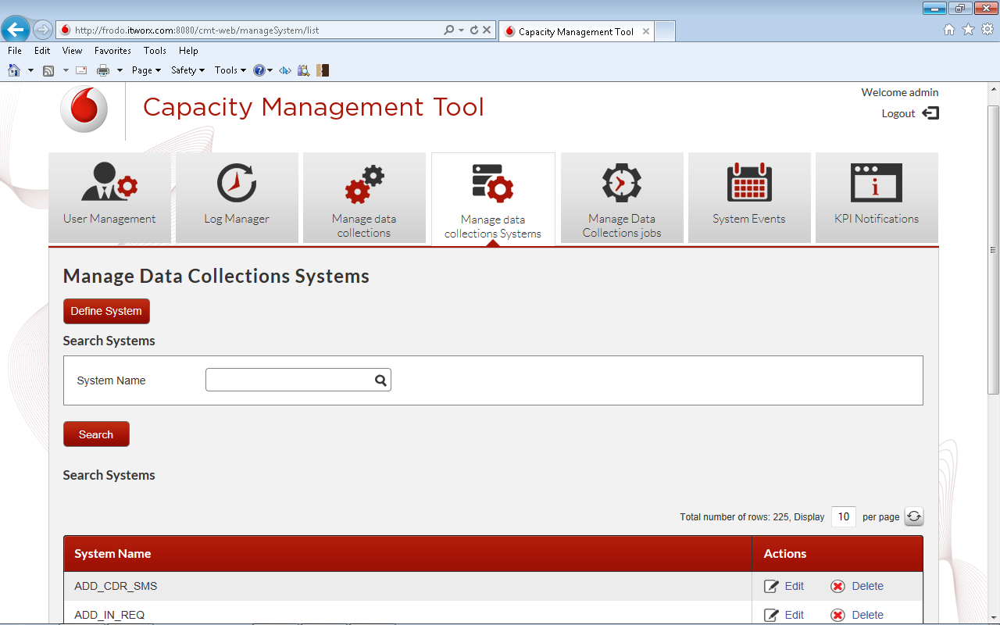 http://frodo.itworx.com:8080/cmt-web/manageSystem/list
Capacity Management Tool
File Edit View Favorites Tools Help
Page Safety Tools
Capacity Management Tool
Welcome admin
Logout
User Management
Log Manager
Manage data
collections
Manage data
collections Systems
Manage Data
Collections jobs
System Events
KPI Notifications
Manage Data Collections Systems
Define System
Search Systems
System Name
Search
Search Systems
Total number of rows: 225, Display 10 per page
System Name Actions
ADD_CDR_SMS Edit Delete
ADD_IN_REQ Edit Delete